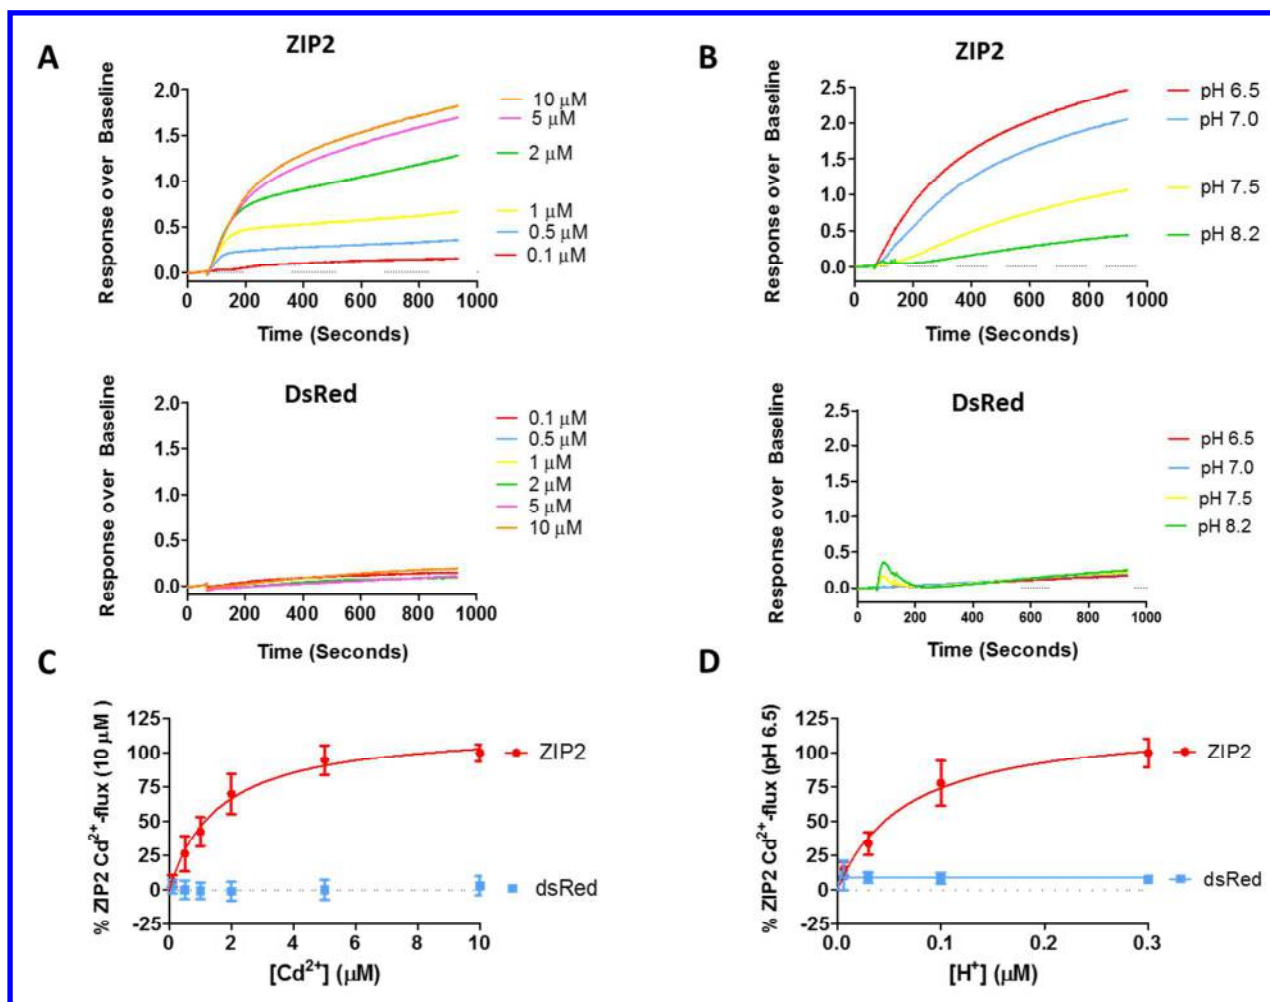 A
ZIP2
Response over Baseline
2.0
1.5
1.0
0.5
0.0
0 200 400 600 800 1000
Time (Seconds)
10 μM
5 μM
2 μM
1 μM
0.5 μM
0.1 μM
B
ZIP2
Response over Baseline
2.5
2.0
1.5
1.0
0.5
0.0
0 200 400 600 800 1000
Time (Seconds)
pH 6.5
pH 7.0
pH 7.5
pH 8.2
DsRed
Response over Baseline
2.0
1.5
1.0
0.5
0.0
0 200 400 600 800 1000
Time (Seconds)
0.1 μM
0.5 μM
1 μM
2 μM
5 μM
10 μM
DsRed
Response over Baseline
2.5
2.0
1.5
1.0
0.5
0.0
0 200 400 600 800 1000
Time (Seconds)
pH 6.5
pH 7.0
pH 7.5
pH 8.2
C
% ZIP2 Cd²⁺-flux (10 μM )
125
100
75
50
25
0
-25
0 2 4 6 8 10
[Cd²⁺] (μM)
ZIP2
dsRed
D
% ZIP2 Cd²⁺-flux (pH 6.5)
125
100
75
50
25
0
-25
0.0 0.1 0.2 0.3
[H⁺] (μM)
ZIP2
dsRed